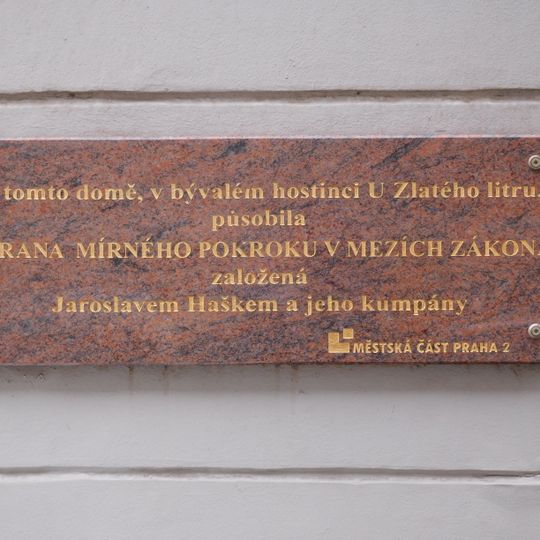 tomto domě, v bývalém hostinci U Zlatého litru,
působila
RANA MÍRNÉHO POKROKU V MEZÍCH ZÁKONA
založená
Jaroslavem Haškem a jeho kumpány
MĚSTSKÁ ČÁST PRAHA 2